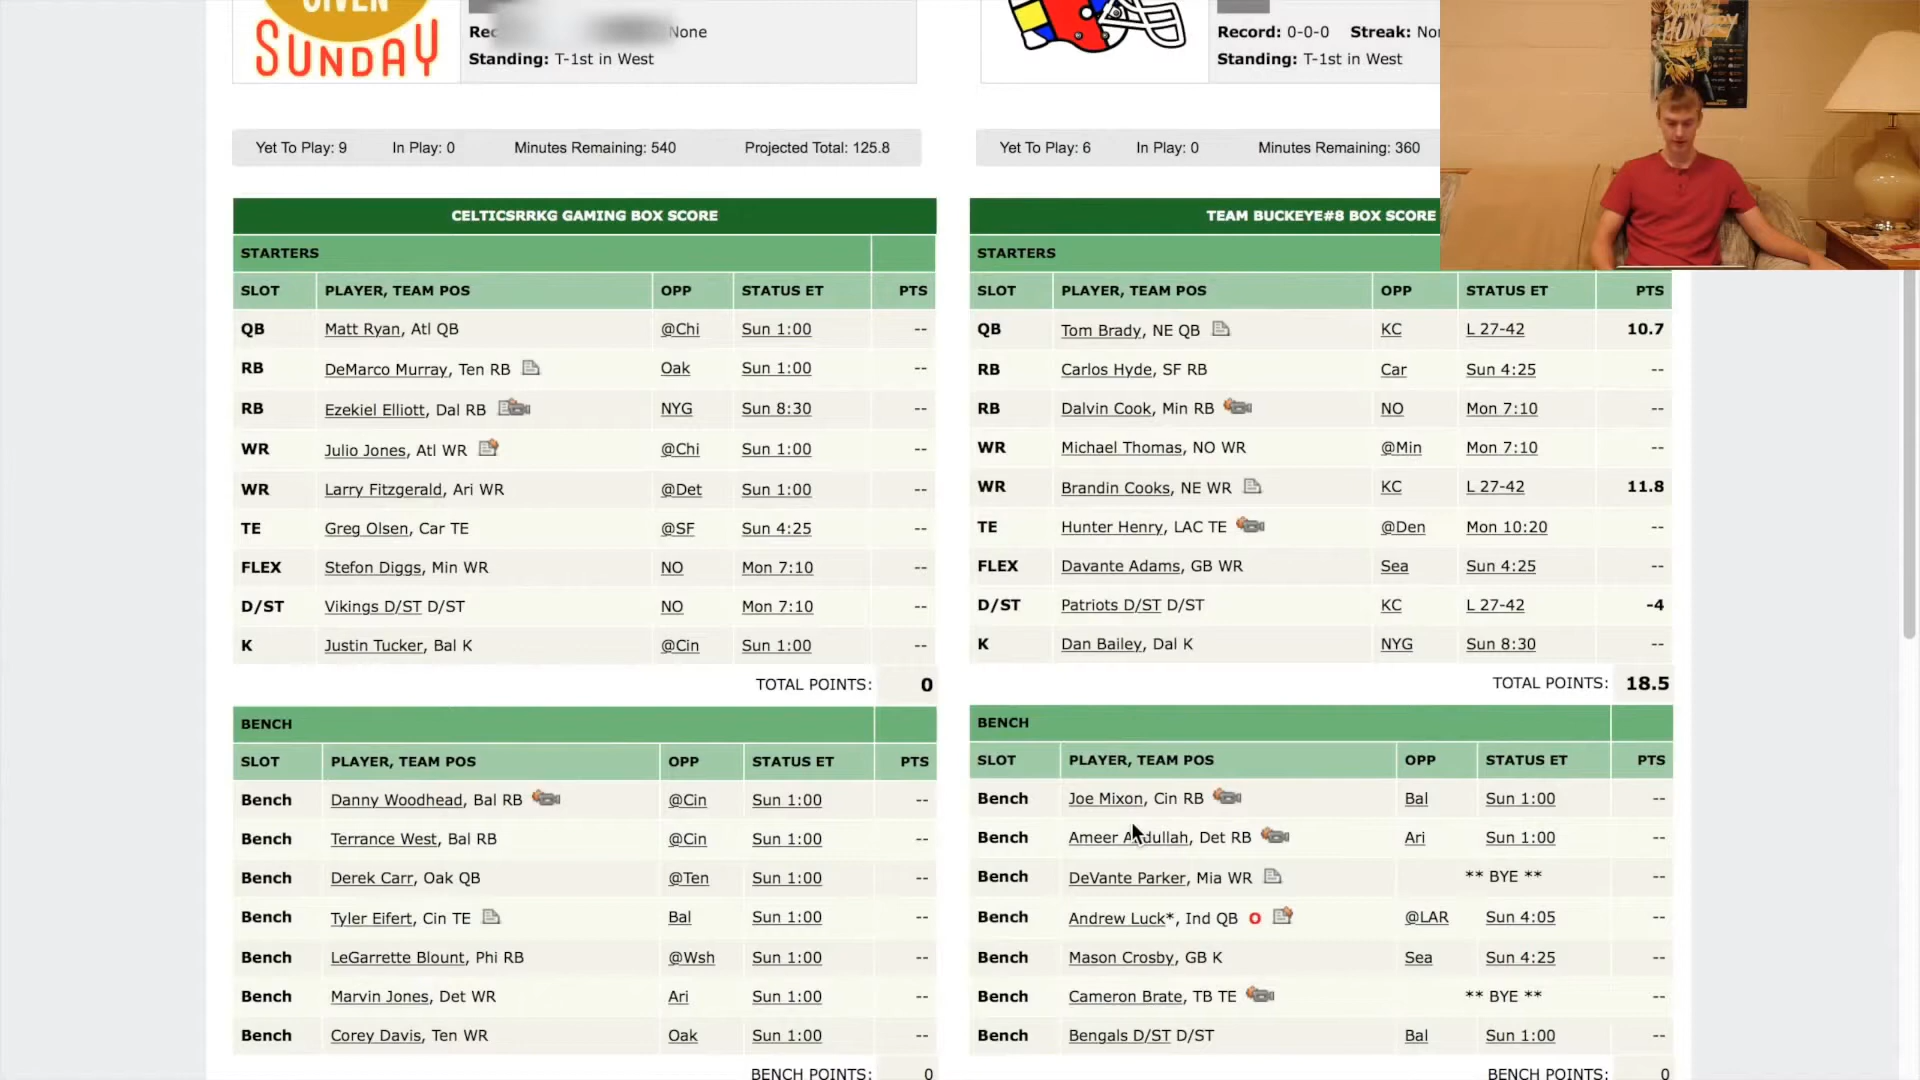 GIVEN
SUNDAY
Rec None
Standing: T-1st in West
Record: 0-0-0 Streak: Nor
Standing: T-1st in West
Yet To Play: 9 In Play: 0 Minutes Remaining: 540 Projected Total: 125.8
Yet To Play: 6 In Play: 0 Minutes Remaining: 360
CELTICSRRKG GAMING BOX SCORE
STARTERS
SLOT PLAYER, TEAM POS OPP STATUS ET PTS
QB Matt Ryan, Atl QB @Chi Sun 1:00 --
RB DeMarco Murray, Ten RB Oak Sun 1:00 --
RB Ezekiel Elliott, Dal RB NYG Sun 8:30 --
WR Julio Jones, Atl WR @Chi Sun 1:00 --
WR Larry Fitzgerald, Ari WR @Det Sun 1:00 --
TE Greg Olsen, Car TE @SF Sun 4:25 --
FLEX Stefon Diggs, Min WR NO Mon 7:10 --
D/ST Vikings D/ST D/ST NO Mon 7:10 --
K Justin Tucker, Bal K @Cin Sun 1:00 --
TOTAL POINTS: 0
BENCH
SLOT PLAYER, TEAM POS OPP STATUS ET PTS
Bench Danny Woodhead, Bal RB @Cin Sun 1:00 --
Bench Terrance West, Bal RB @Cin Sun 1:00 --
Bench Derek Carr, Oak QB @Ten Sun 1:00 --
Bench Tyler Eifert, Cin TE Bal Sun 1:00 --
Bench LeGarrette Blount, Phi RB @Wsh Sun 1:00 --
Bench Marvin Jones, Det WR Ari Sun 1:00 --
Bench Corey Davis, Ten WR Oak Sun 1:00 --
BENCH POINTS: 0
TEAM BUCKEYE#8 BOX SCORE
STARTERS
SLOT PLAYER, TEAM POS OPP STATUS ET PTS
QB Tom Brady, NE QB KC L 27-42 10.7
RB Carlos Hyde, SF RB Car Sun 4:25 --
RB Dalvin Cook, Min RB NO Mon 7:10 --
WR Michael Thomas, NO WR @Min Mon 7:10 --
WR Brandin Cooks, NE WR KC L 27-42 11.8
TE Hunter Henry, LAC TE @Den Mon 10:20 --
FLEX Davante Adams, GB WR Sea Sun 4:25 --
D/ST Patriots D/ST D/ST KC L 27-42 -4
K Dan Bailey, Dal K NYG Sun 8:30 --
TOTAL POINTS: 18.5
BENCH
SLOT PLAYER, TEAM POS OPP STATUS ET PTS
Bench Joe Mixon, Cin RB Bal Sun 1:00 --
Bench Ameer Abdullah, Det RB Ari Sun 1:00 --
Bench DeVante Parker, Mia WR ** BYE ** --
Bench Andrew Luck*, Ind QB O @LAR Sun 4:05 --
Bench Mason Crosby, GB K Sea Sun 4:25 --
Bench Cameron Brate, TB TE ** BYE ** --
Bench Bengals D/ST D/ST Bal Sun 1:00 --
BENCH POINTS: 0